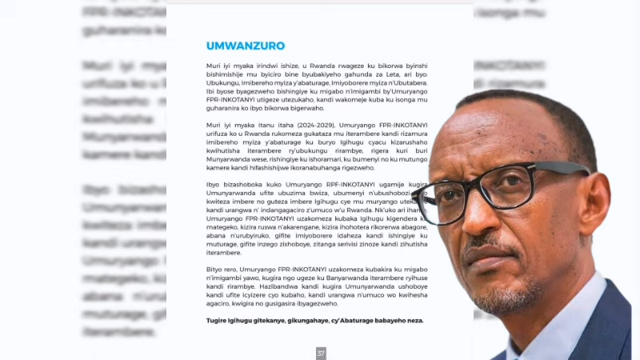 UMWANZURO
Muri iyi myaka irindwi ishize, u Rwanda rwageze ku bikorwa byinshi
bishimishije mu byiciro bine byubakiyeho gahunda za Leta, ari byo
Ubukungu, Imibereho myiza y'abaturage, Imiyoborere myiza n'Ubutabera.
Ibi byose byagezweho bishingiye ku migabo n'imigambi by'Umuryango
FPR-INKOTANYI utigeze utezukaho, kandi wakomeje kuba ku isonga mu
guharanira ko ibyo bikorwa bigerwaho.
Muri iyi myaka itanu itaha (2024-2029), Umuryango FPR-INKOTANYI
urifuza ko u Rwanda rukomeza gukataza mu iterambere kandi rizamura
imibereho myiza y'abaturage ku buryo Igihugu cyacu kizarushaho
kwihutisha iterambere ry'ubukungu rirambye, rigera kuri buri
Munyarwanda wese, rishingiye ku ishoramari, ku bumenyi no ku mutungo
kamere kandi hifashishijwe ikoranabuhanga rigezweho.
Ibyo bizashoboka kuko Umuryango RPF-INKOTANYI ugamije kugira
Umunyarwanda ufite ubuzima bwiza, ubumenyi n'ubushobozi
kwiteza imbere no guteza imbere Igihugu cye mu muryango
kandi urangwa n' indangagaciro z'umuco w'u Rwanda. Nk'uko ari
Umuryango FPR-INKOTANYI uzakomeza kubaka Igihugu kigendera
mategeko, kizira ruswa n'akarengane, kizira ihohotera rikorerwa abagore,
abana n'urubyiruko, gifite Imiyoborere idaheza kandi ishingiye ku
muturage, gifite inzego zishoboye, zitanga serivisi zinoze kandi zihutisha
iterambere.
Bityo rero, Umuryango FPR-INKOTANYI uzakomeza kubakira ku migabo
n'imigambi yawo, kugira ngo ugeze ku Banyarwanda iterambere ryihuse
kandi rirambye. Hazibandwa kandi kugira Umunyarwanda ushoboye
kandi ufite icyizere cyo kubaho, kandi urangwa n'umuco wo kwihesha
agaciro, kwigira no gusigasira ibyagezweho.
Tugire Igihugu gitekanye, gikungahaye, cy'Abaturage babayeho neza.
37